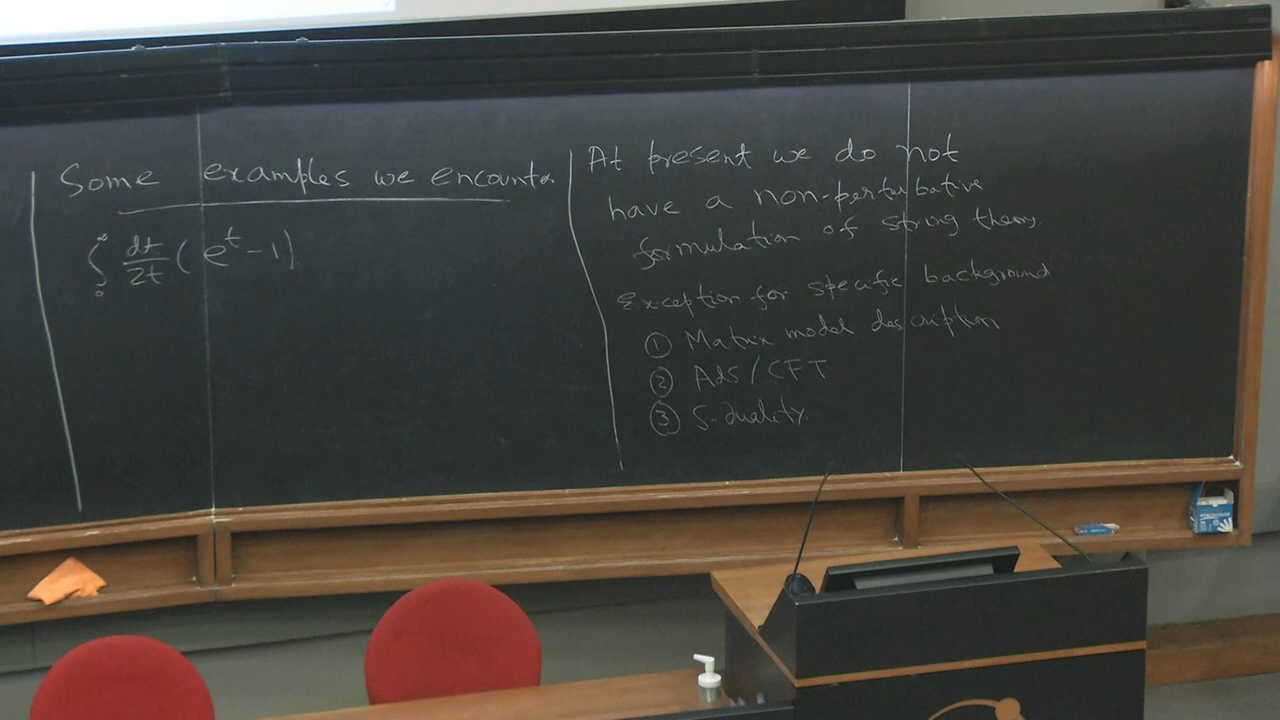 Some examples we encounter
∫₀^∞ dt/2t ( e^t - 1 )
At present we do not
have a non-perturbative
formulation of string theory.
Exception for specific background
① Matrix model description
② AdS/CFT
③ S-duality.